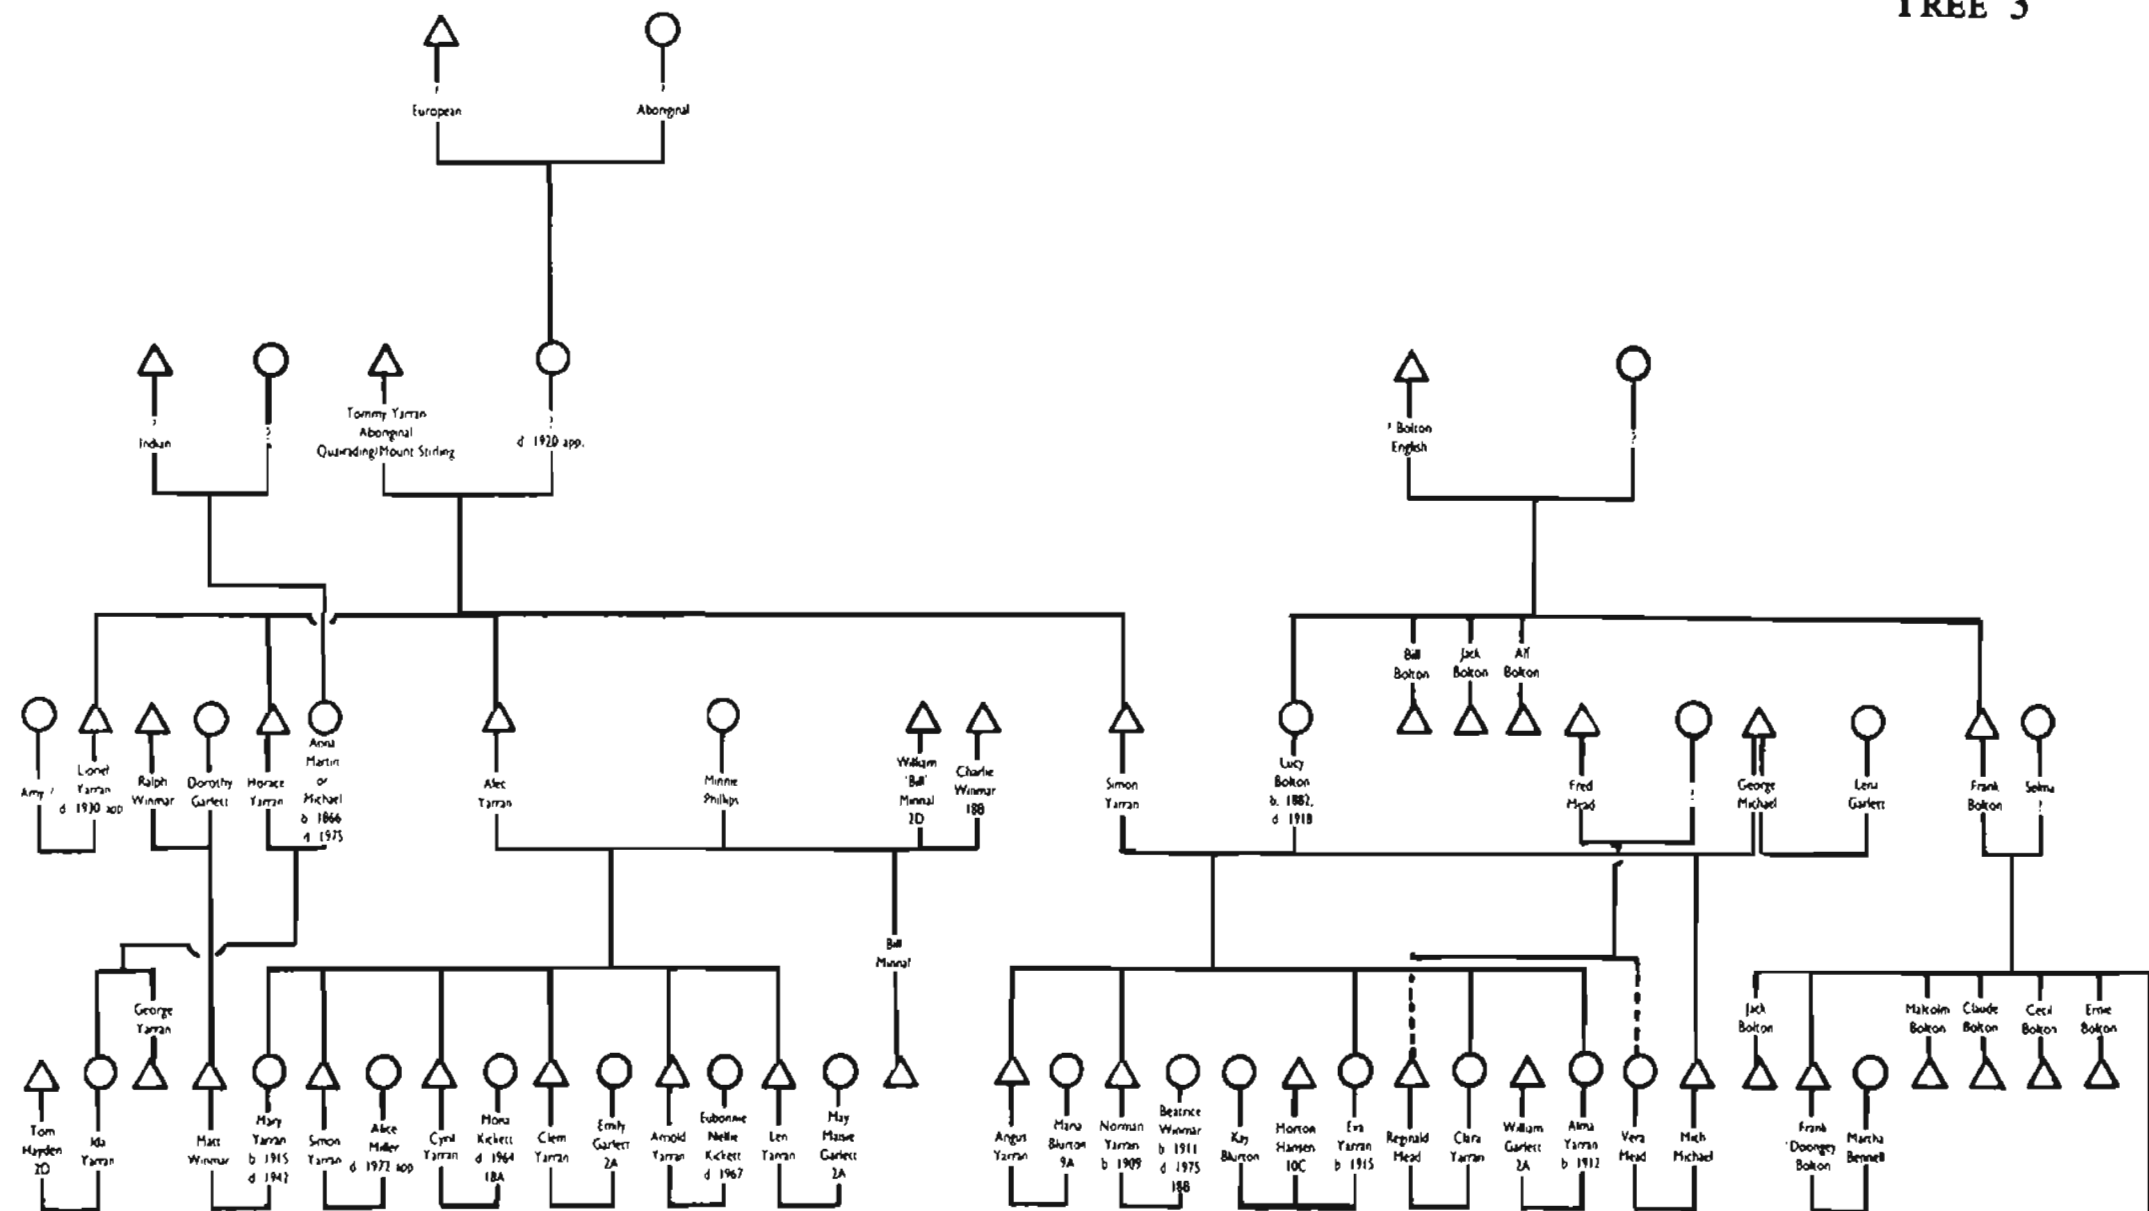 TREE 3
?
European
?
Aboriginal
?
Indian
?
Tommy Yarran
Aboriginal
Quairading/Mount Stirling
?
d 1920 app.
? Bolton
English
?
Bill
Bolton
Jack
Bolton
Alf
Bolton
Amy ?
Lionel
Yarran
d 1930 app
Ralph
Winmar
Dorothy
Garlett
Horace
Yarran
Anna
Martin
or
Michael
b 1866
d 1975
Alec
Yarran
Minnie
Phillips
William
'Bill'
Minnal
2D
Charlie
Winmar
18B
Simon
Yarran
Lucy
Bolton
b. 1882,
d 1918
Fred
Mead
?
George
Michael
Lena
Garlett
Frank
Bolton
Selma
?
George
Yarran
Bill
Minnal
Jack
Bolton
Malcolm
Bolton
Claude
Bolton
Cecil
Bolton
Ernie
Bolton
Tom
Hayden
2D
Ida
Yarran
Matt
Winmar
Mary
Yarran
b 1915
d 1942
Simon
Yarran
Alice
Miller
d 1972 app
Cyril
Yarran
Mona
Kickett
d 1964
18A
Clem
Yarran
Emily
Garlett
2A
Arnold
Yarran
Eubonnie
Nellie
Kickett
d 1967
Len
Yarran
May
Maisie
Garlett
2A
Angus
Yarran
Maria
Blurton
9A
Norman
Yarran
b 1909
Beatrice
Winmar
b 1911
d 1975
18B
Kay
Blurton
Morton
Hansen
10C
Eva
Yarran
b 1915
Reginald
Mead
Clara
Yarran
William
Garlett
2A
Alma
Yarran
b 1912
Vera
Mead
Mich
Michael
Frank
'Doongey'
Bolton
Martha
Bennell